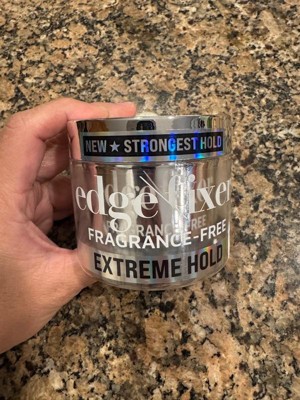 NEW ★ STRONGEST HOLD
edge fixer
FRAGRANCE-FREE
EXTREME HOLD